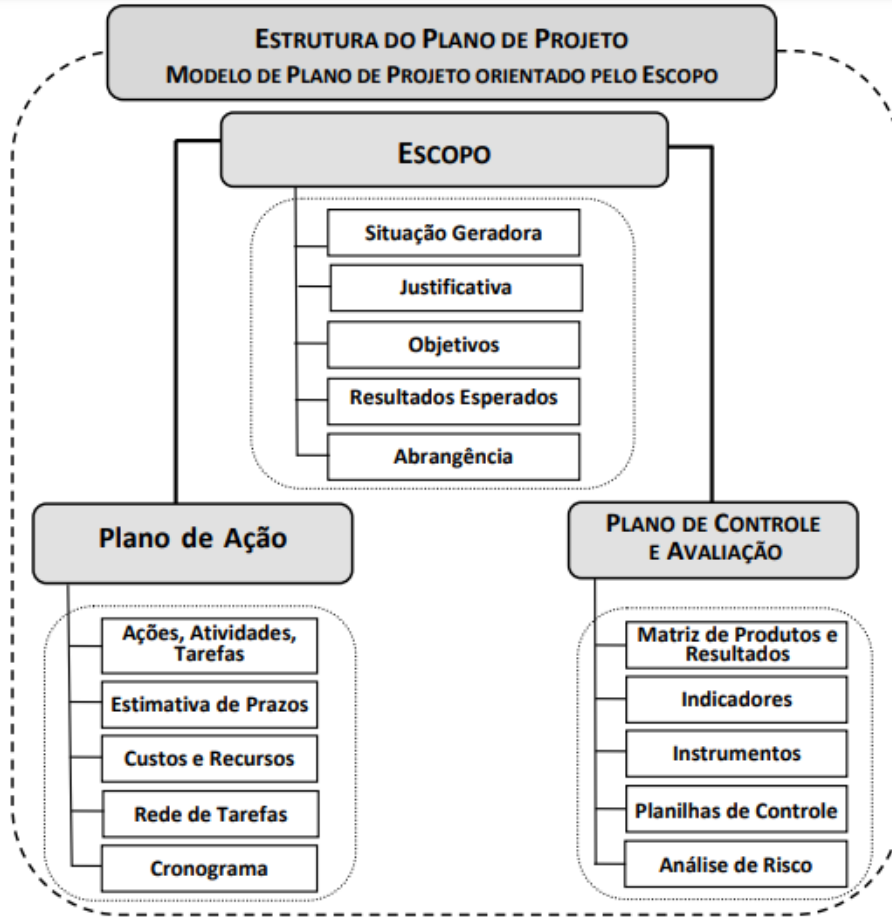 ESTRUTURA DO PLANO DE PROJETO
MODELO DE PLANO DE PROJETO ORIENTADO PELO ESCOPO
ESCOPO
Situação Geradora
Justificativa
Objetivos
Resultados Esperados
Abrangência
Plano de Ação
Ações, Atividades,
Tarefas
Estimativa de Prazos
Custos e Recursos
Rede de Tarefas
Cronograma
PLANO DE CONTROLE
E AVALIAÇÃO
Matriz de Produtos e
Resultados
Indicadores
Instrumentos
Planilhas de Controle
Análise de Risco